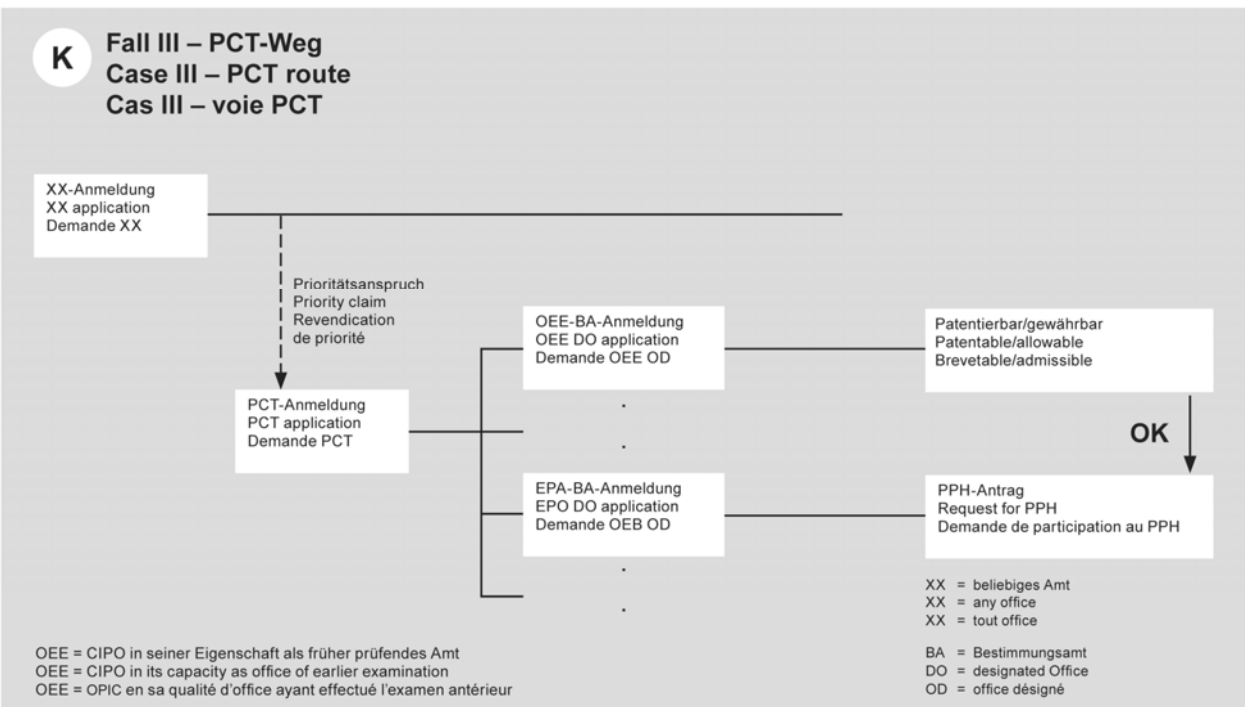 K
Fall III – PCT-Weg
Case III – PCT route
Cas III – voie PCT
XX-Anmeldung
XX application
Demande XX
Prioritätsanspruch
Priority claim
Revendication
de priorité
PCT-Anmeldung
PCT application
Demande PCT
OEE-BA-Anmeldung
OEE DO application
Demande OEE OD
Patentierbar/gewährbar
Patentable/allowable
Brevetable/admissible
OK
EPA-BA-Anmeldung
EPO DO application
Demande OEB OD
PPH-Antrag
Request for PPH
Demande de participation au PPH
XX = beliebiges Amt
XX = any office
XX = tout office
BA = Bestimmungsamt
DO = designated Office
OD = office désigné
OEE = CIPO in seiner Eigenschaft als früher prüfendes Amt
OEE = CIPO in its capacity as office of earlier examination
OEE = OPIC en sa qualité d'office ayant effectué l'examen antérieur